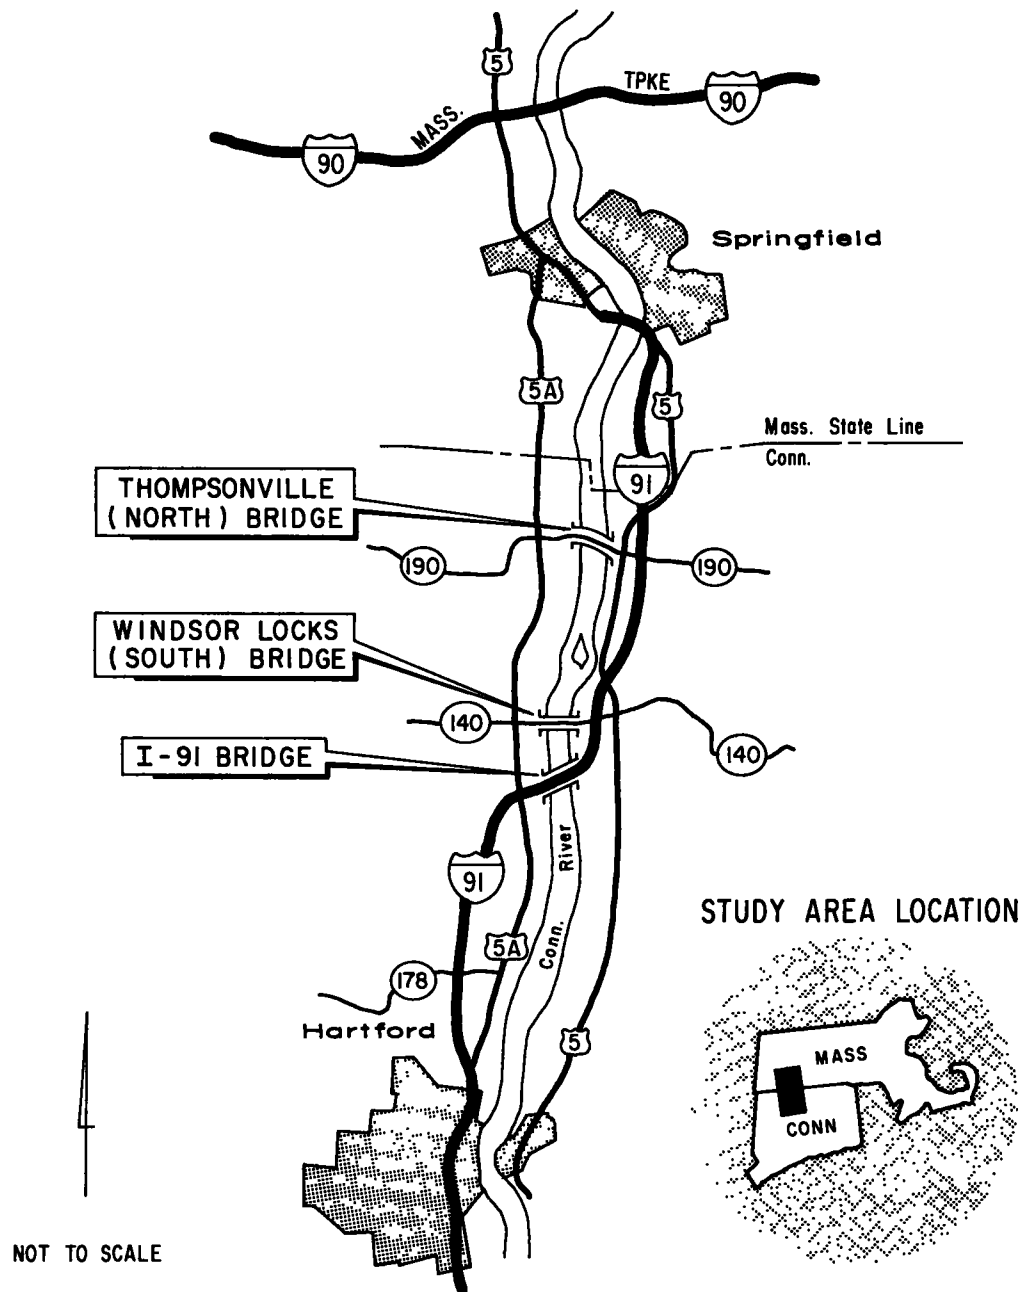 5
TPKE
90
MASS.
90
Springfield
5A
5
Mass. State Line
Conn.
91
THOMPSONVILLE
(NORTH) BRIDGE
190
190
WINDSOR LOCKS
(SOUTH) BRIDGE
140
140
I-91 BRIDGE
River
91
STUDY AREA LOCATION
Conn.
5A
178
Hartford
5
MASS
CONN
NOT TO SCALE